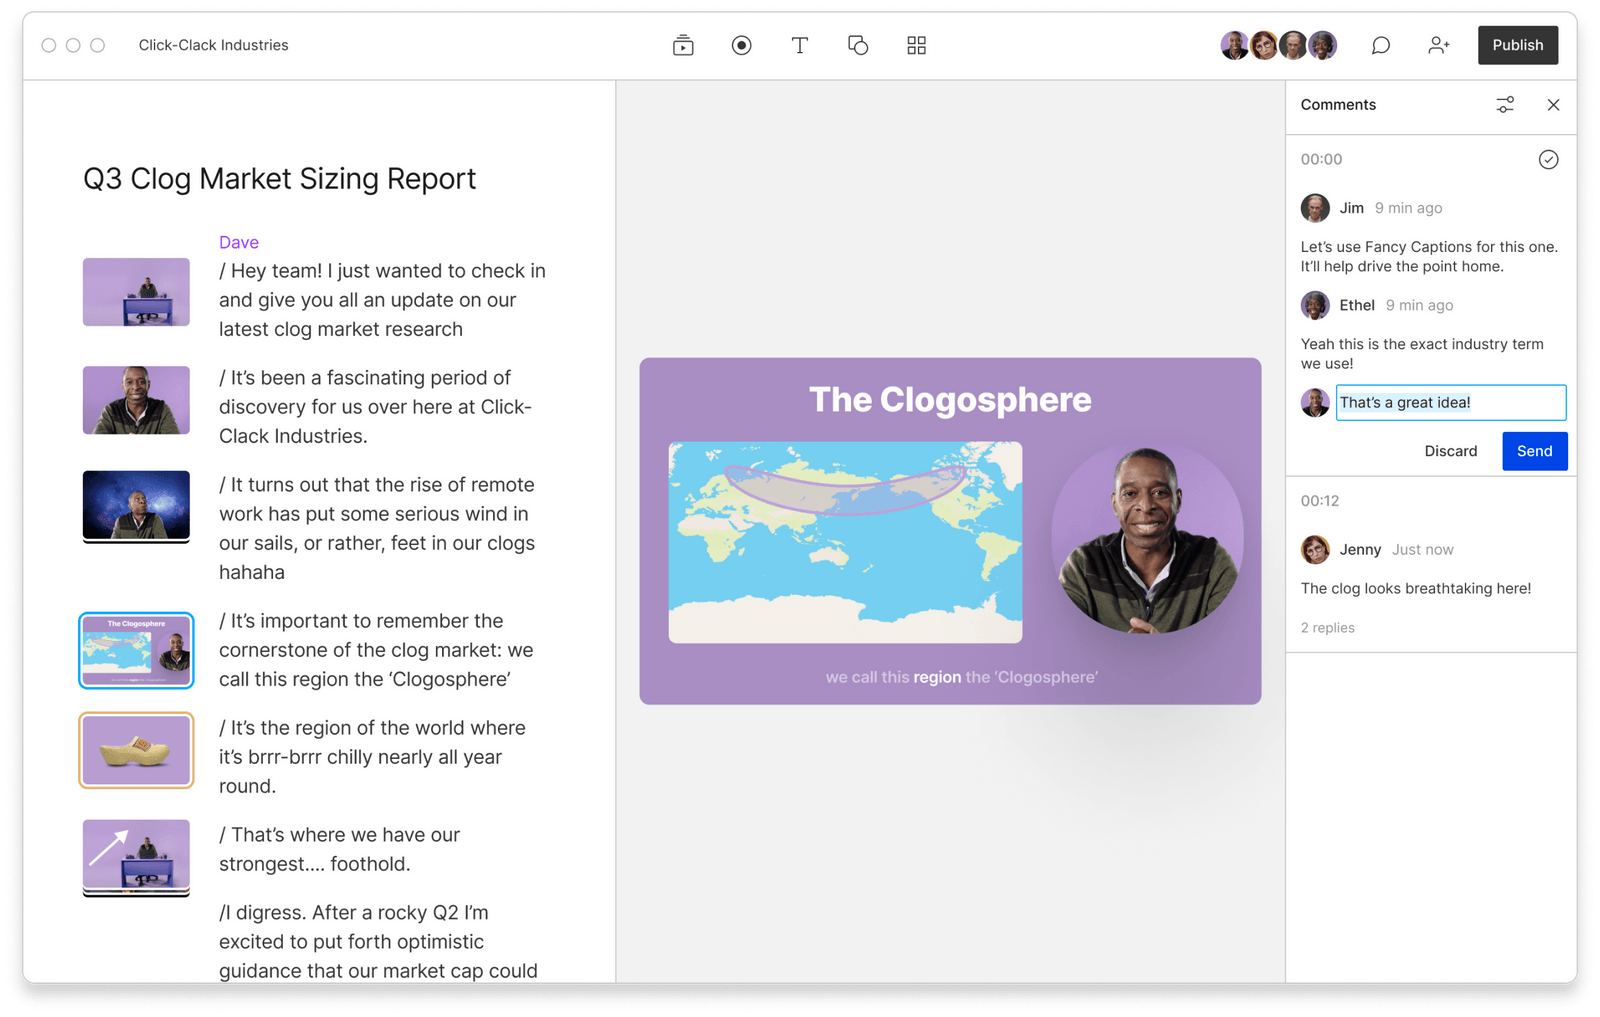 Click-Clack Industries
Publish
Q3 Clog Market Sizing Report
Dave
/ Hey team! I just wanted to check in
and give you all an update on our
latest clog market research
/ It’s been a fascinating period of
discovery for us over here at Click-
Clack Industries.
/ It turns out that the rise of remote
work has put some serious wind in
our sails, or rather, feet in our clogs
hahaha
The Clogosphere
we call this region the ‘Clogosphere’
/ It’s important to remember the
cornerstone of the clog market: we
call this region the ‘Clogosphere’
/ It’s the region of the world where
it’s brrr-brrr chilly nearly all year
round.
/ That’s where we have our
strongest.... foothold.
/I digress. After a rocky Q2 I’m
excited to put forth optimistic
guidance that our market cap could
The Clogosphere
we call this region the ‘Clogosphere’
Comments
00:00
Jim 9 min ago
Let’s use Fancy Captions for this one.
It’ll help drive the point home.
Ethel 9 min ago
Yeah this is the exact industry term
we use!
That’s a great idea!
Discard Send
00:12
Jenny Just now
The clog looks breathtaking here!
2 replies